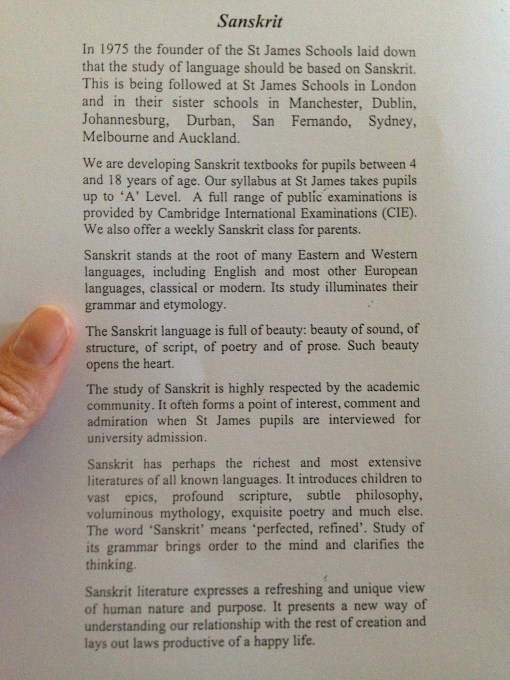 Sanskrit
In 1975 the founder of the St James Schools laid down
that the study of language should be based on Sanskrit.
This is being followed at St James Schools in London
and in their sister schools in Manchester, Dublin,
Johannesburg, Durban, San Fernando, Sydney,
Melbourne and Auckland.
We are developing Sanskrit textbooks for pupils between 4
and 18 years of age. Our syllabus at St James takes pupils
up to ‘A’ Level. A full range of public examinations is
provided by Cambridge International Examinations (CIE).
We also offer a weekly Sanskrit class for parents.
Sanskrit stands at the root of many Eastern and Western
languages, including English and most other European
languages, classical or modern. Its study illuminates their
grammar and etymology.
The Sanskrit language is full of beauty: beauty of sound, of
structure, of script, of poetry and of prose. Such beauty
opens the heart.
The study of Sanskrit is highly respected by the academic
community. It often forms a point of interest, comment and
admiration when St James pupils are interviewed for
university admission.
Sanskrit has perhaps the richest and most extensive
literatures of all known languages. It introduces children to
vast epics, profound scripture, subtle philosophy,
voluminous mythology, exquisite poetry and much else.
The word ‘Sanskrit’ means ‘perfected, refined’. Study of
its grammar brings order to the mind and clarifies the
thinking.
Sanskrit literature expresses a refreshing and unique view
of human nature and purpose. It presents a new way of
understanding our relationship with the rest of creation and
lays out laws productive of a happy life.